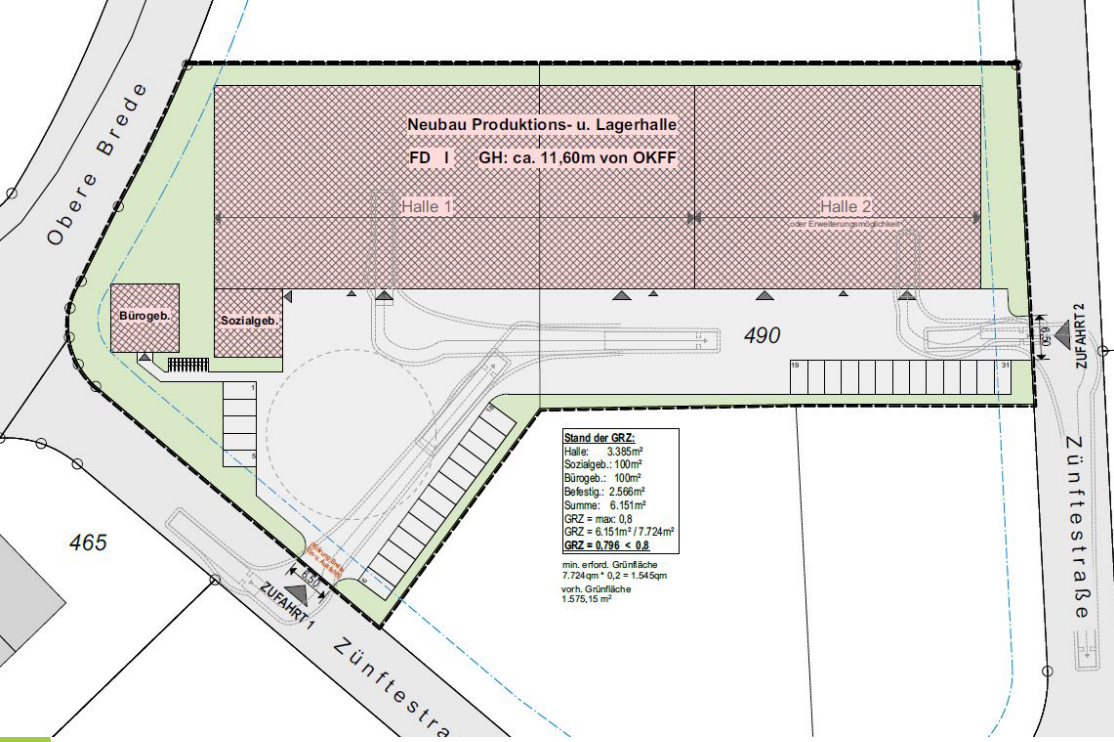 Obere Brede
Neubau Produktions- u. Lagerhalle
FD I GH: ca. 11,60m von OKFF
Halle 1
Halle 2
oder Erweiterungsmöglichkeit
Bürogeb.
Sozialgeb.
490
6,50
ZUFAHRT 2
19
31
1
5
18
6
Stand der GRZ:
Halle: 3.385m²
Sozialgeb.: 100m²
Bürogeb.: 100m²
Befestig.: 2.566m²
Summe: 6.151m²
GRZ = max: 0,8
GRZ = 6.151m² / 7.724m²
GRZ = 0,796 < 0,8
min. erford. Grünfläche
7.724qm * 0,2 = 1.545qm
vorh. Grünfläche
1.575,15 m²
465
6,50
ZUFAHRT 1
Zünftestra
Zünftestraße